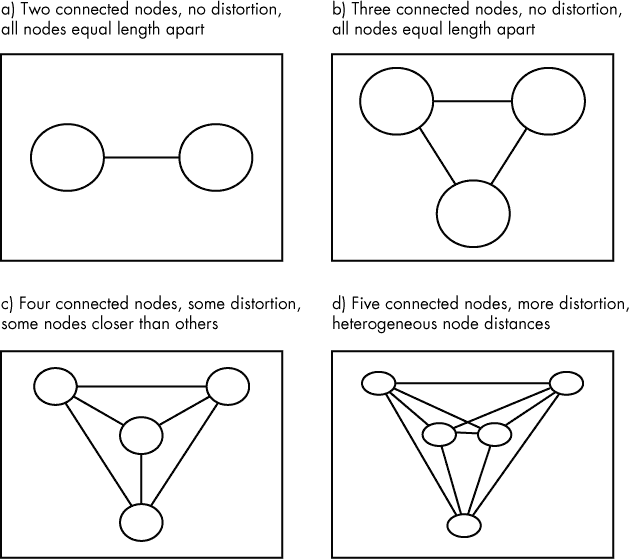 a) Two connected nodes, no distortion,
all nodes equal length apart
b) Three connected nodes, no distortion,
all nodes equal length apart
c) Four connected nodes, some distortion,
some nodes closer than others
d) Five connected nodes, more distortion,
heterogeneous node distances